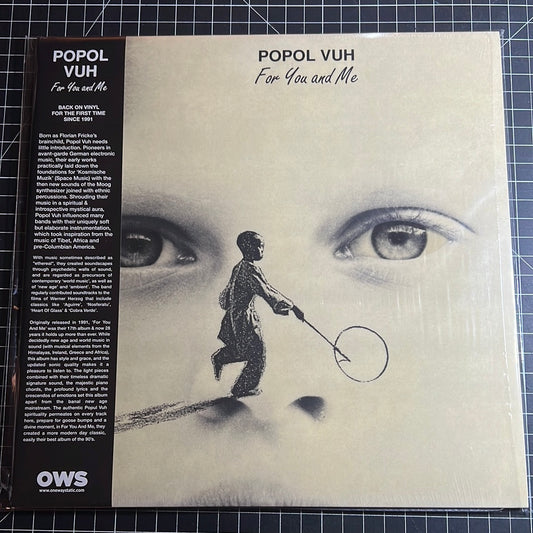 POPOL
VUH
For You and Me
BACK ON VINYL
FOR THE FIRST TIME
SINCE 1991
Born as Florian Fricke's
brainchild, Popol Vuh needs
little introduction. Pioneers in
avant-garde German electronic
music, their early works
practically laid down the
foundations for 'Kosmische
Muzik' (Space Music) with the
then new sounds of the Moog
synthesizer joined with ethnic
percussions. Shrouding their
music in a spiritual &
introspective mystical aura,
Popol Vuh influenced many
bands with their uniquely soft
but elaborate instrumentation,
which took inspiration from the
music of Tibet, Africa and
pre-Columbian America.
With music sometimes described as
"ethereal", they created soundscapes
through psychedelic walls of sound,
and are regarded as precursors of
contemporary 'world music', as well as
of 'new age' and 'ambient'. The band
regularly contributed soundtracks to the
films of Werner Herzog that include
classics like 'Aguirre', 'Nosferatu',
'Heart Of Glass' & 'Cobra Verde'.
Originally released in 1991, 'For You
And Me' was their 17th album & now 28
years it holds up more than ever. While
decidedly new age and world music in
sound (with musical elements from the
Himalayas, Ireland, Greece and Africa),
this album has style and grace, and the
updated sonic quality makes it a
pleasure to listen to. The light pieces
combined with their timeless dramatic
signature sound, the majestic piano
chords, the profound lyrics and the
crescendos of emotions set this album
apart from the banal new age
mainstream. The authentic Popol Vuh
spirituality permeates on every track
here, prepare for goose bumps and a
divine moment, in For You And Me, they
created a more modern day classic,
easily their best album of the 90's.
OWS
www.onewaystatic.com
POPOL VUH
For You and Me